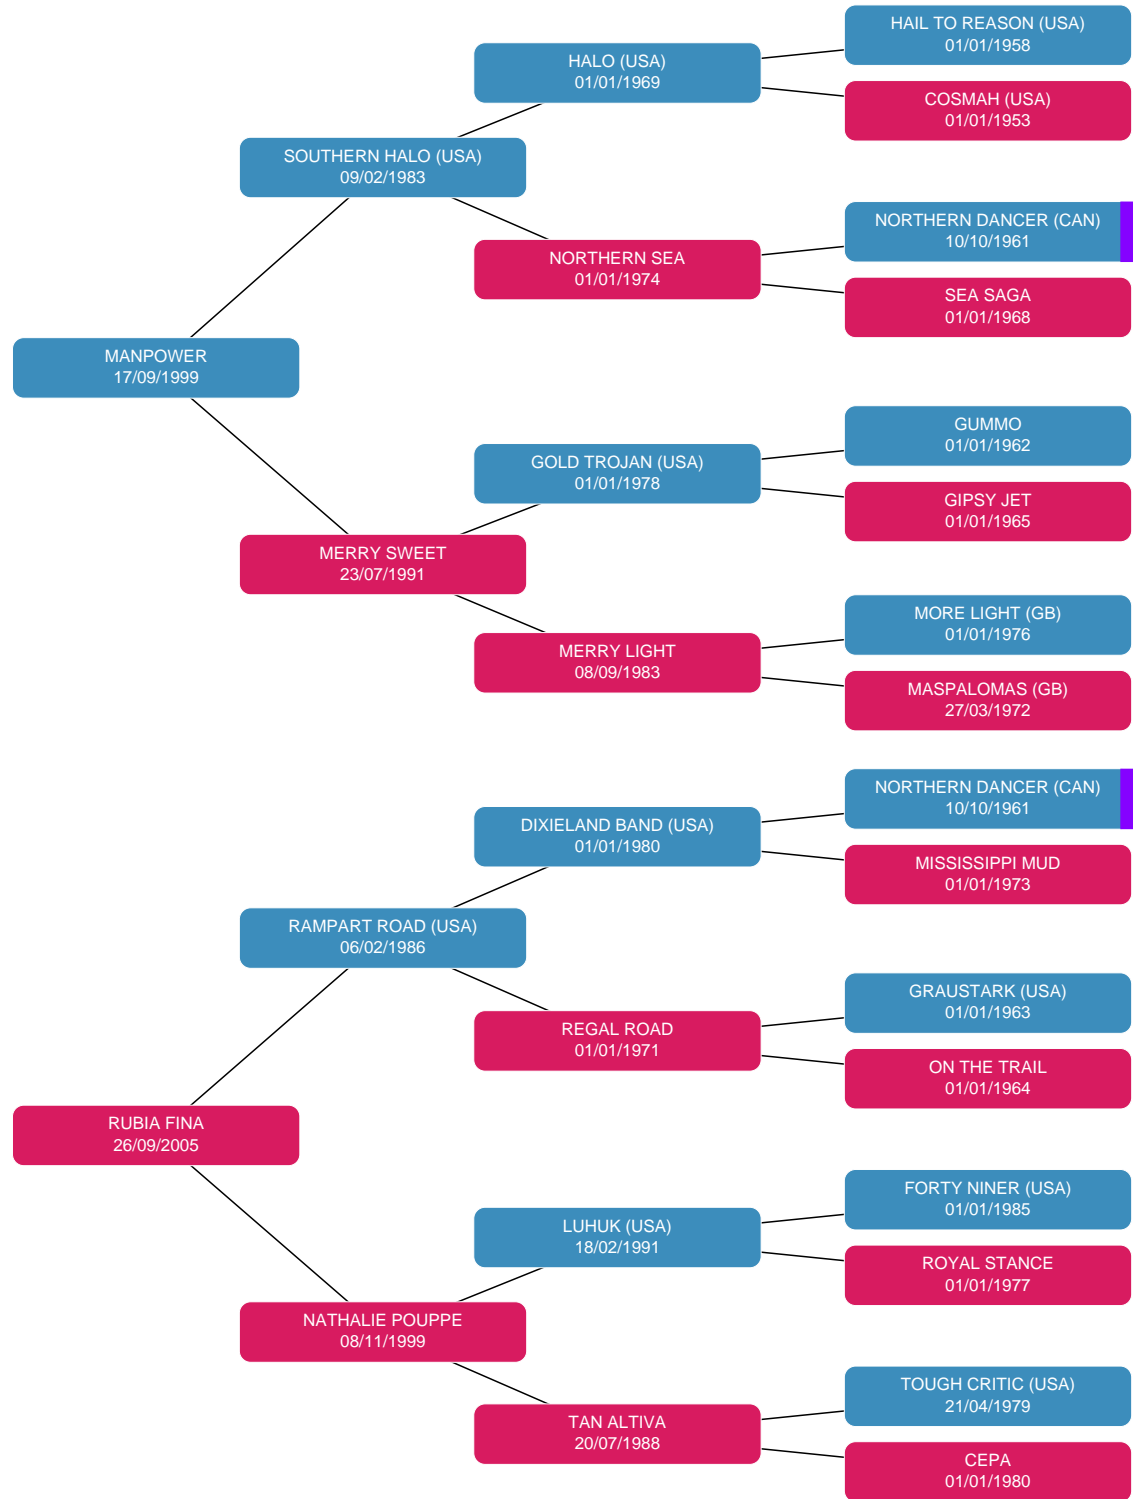 HAIL TO REASON (USA)
01/01/1958
HALO (USA)
01/01/1969
COSMAH (USA)
01/01/1953
SOUTHERN HALO (USA)
09/02/1983
NORTHERN DANCER (CAN)
10/10/1961
NORTHERN SEA
01/01/1974
SEA SAGA
01/01/1968
MANPOWER
17/09/1999
GUMMO
01/01/1962
GOLD TROJAN (USA)
01/01/1978
GIPSY JET
01/01/1965
MERRY SWEET
23/07/1991
MORE LIGHT (GB)
01/01/1976
MERRY LIGHT
08/09/1983
MASPALOMAS (GB)
27/03/1972
NORTHERN DANCER (CAN)
10/10/1961
DIXIELAND BAND (USA)
01/01/1980
MISSISSIPPI MUD
01/01/1973
RAMPART ROAD (USA)
06/02/1986
GRAUSTARK (USA)
01/01/1963
REGAL ROAD
01/01/1971
ON THE TRAIL
01/01/1964
RUBIA FINA
26/09/2005
FORTY NINER (USA)
01/01/1985
LUHUK (USA)
18/02/1991
ROYAL STANCE
01/01/1977
NATHALIE POUPPE
08/11/1999
TOUGH CRITIC (USA)
21/04/1979
TAN ALTIVA
20/07/1988
CEPA
01/01/1980